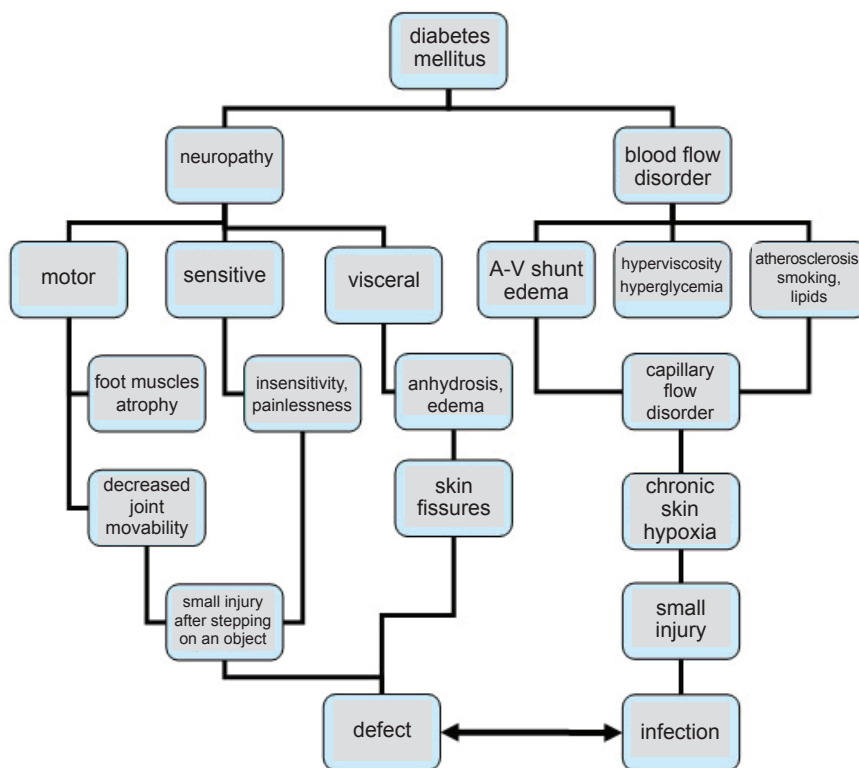 diabetes
mellitus
neuropathy
blood flow
disorder
motor
sensitive
visceral
A-V shunt
edema
hyperviscosity
hyperglycemia
atherosclerosis
smoking,
lipids
foot muscles
atrophy
insensitivity,
painlessness
anhydrosis,
edema
capillary
flow
disorder
decreased
joint
movability
skin
fissures
chronic
skin
hypoxia
small injury
after stepping
on an object
small
injury
defect
infection